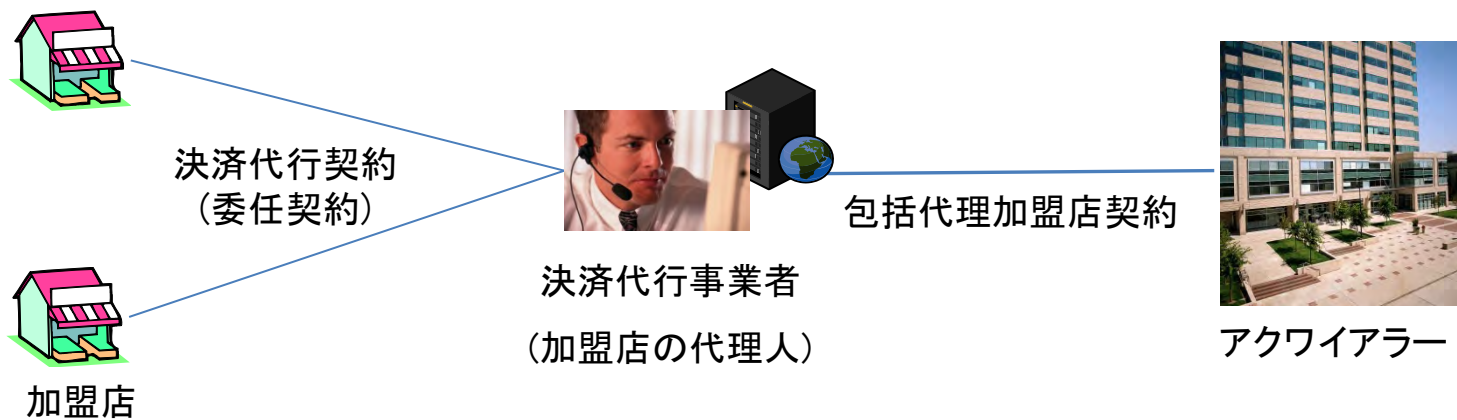 決済代行契約
(委任契約)
加盟店
決済代行事業者
(加盟店の代理人)
包括代理加盟店契約
アクワイアラー